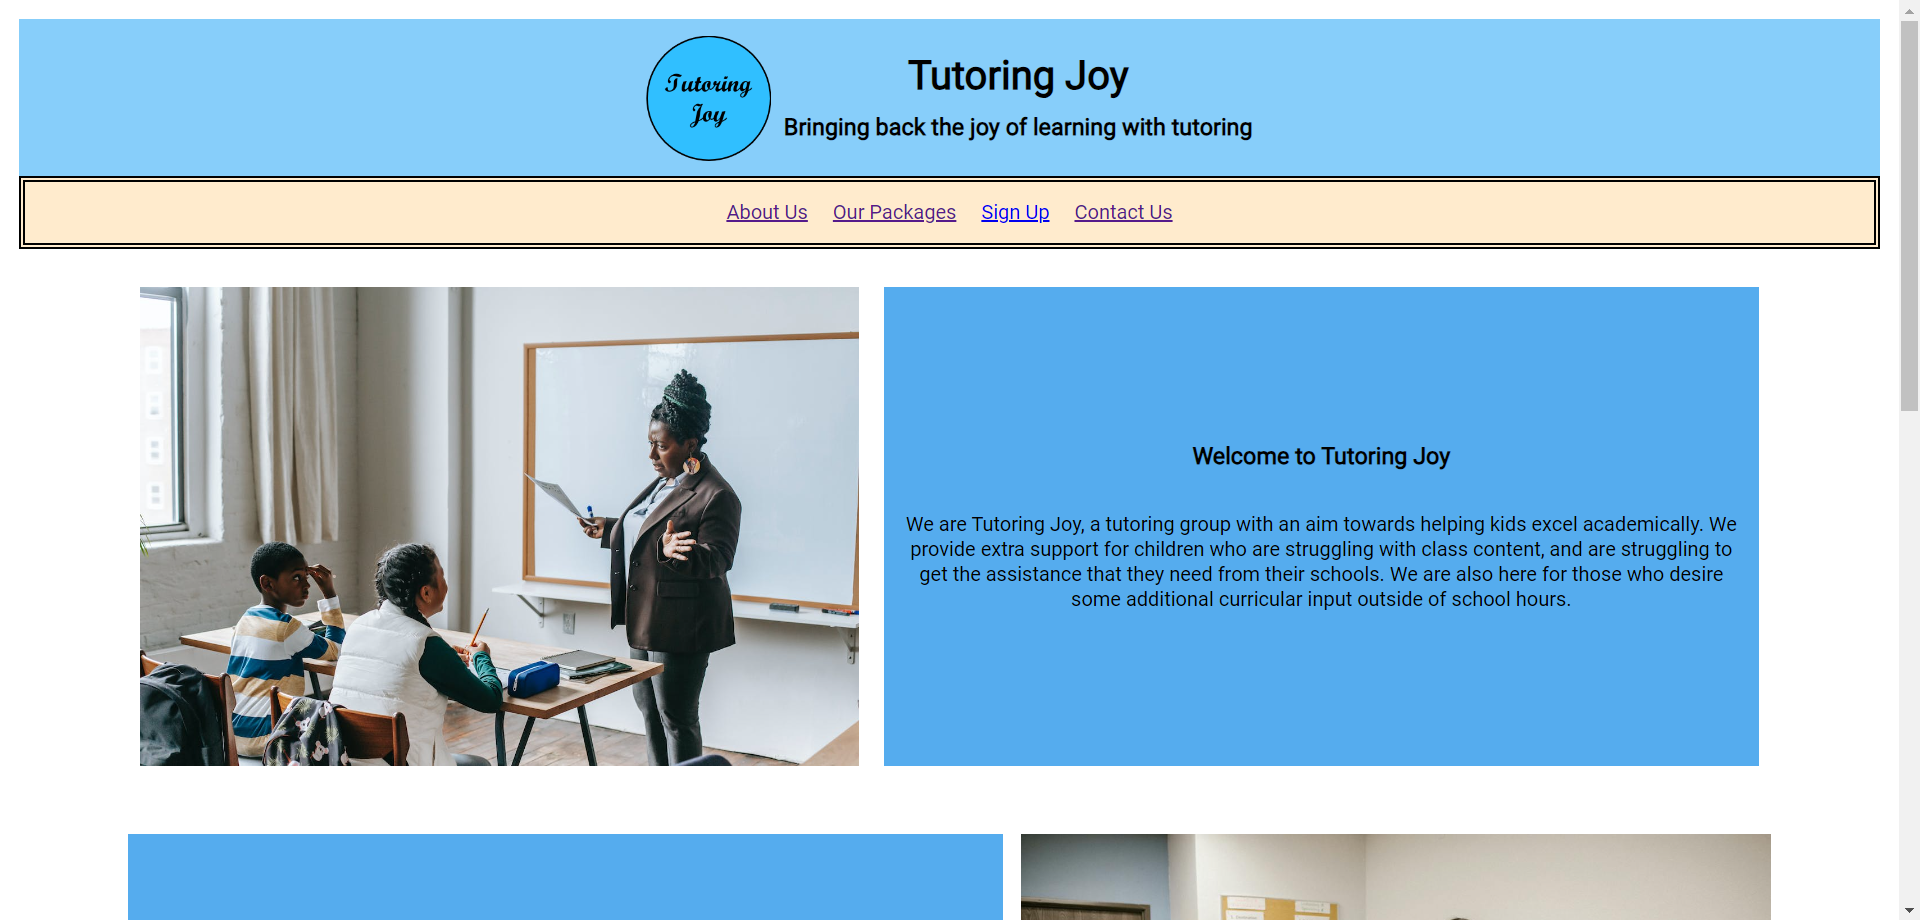 Tutoring
Joy
Tutoring Joy
Bringing back the joy of learning with tutoring
About Us Our Packages Sign Up Contact Us
Welcome to Tutoring Joy
We are Tutoring Joy, a tutoring group with an aim towards helping kids excel academically. We
provide extra support for children who are struggling with class content, and are struggling to
get the assistance that they need from their schools. We are also here for those who desire
some additional curricular input outside of school hours.